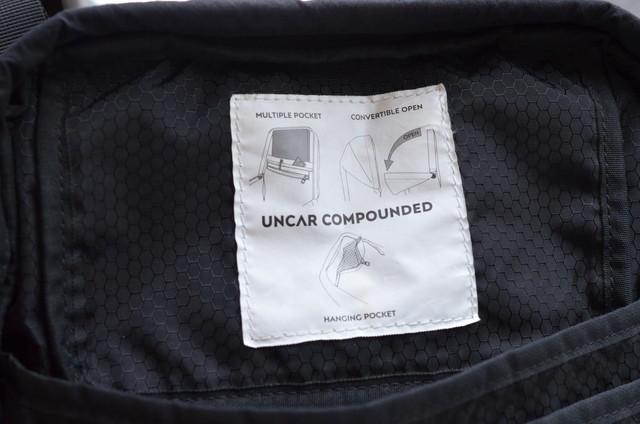 MULTIPLE POCKET
CONVERTIBLE OPEN
OPEN
UNCAR COMPOUNDED
HANGING POCKET